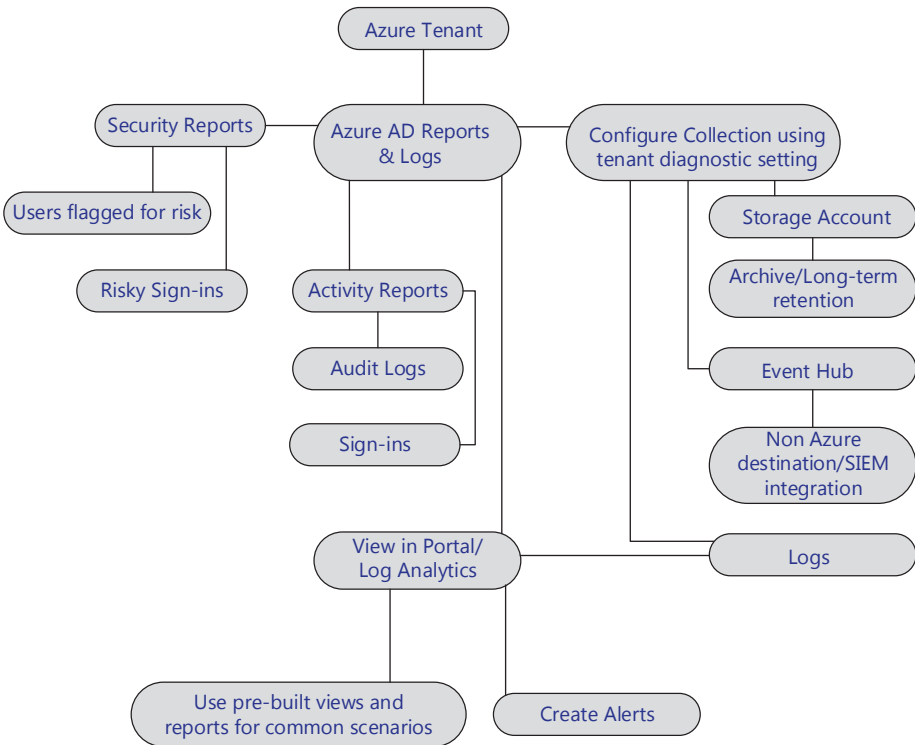 Azure Tenant
Security Reports
Azure AD Reports
& Logs
Configure Collection using
tenant diagnostic setting
Users flagged for risk
Storage Account
Risky Sign-ins
Activity Reports
Archive/Long-term
retention
Audit Logs
Event Hub
Sign-ins
Non Azure
destination/SIEM
integration
View in Portal/
Log Analytics
Logs
Use pre-built views and
reports for common scenarios
Create Alerts